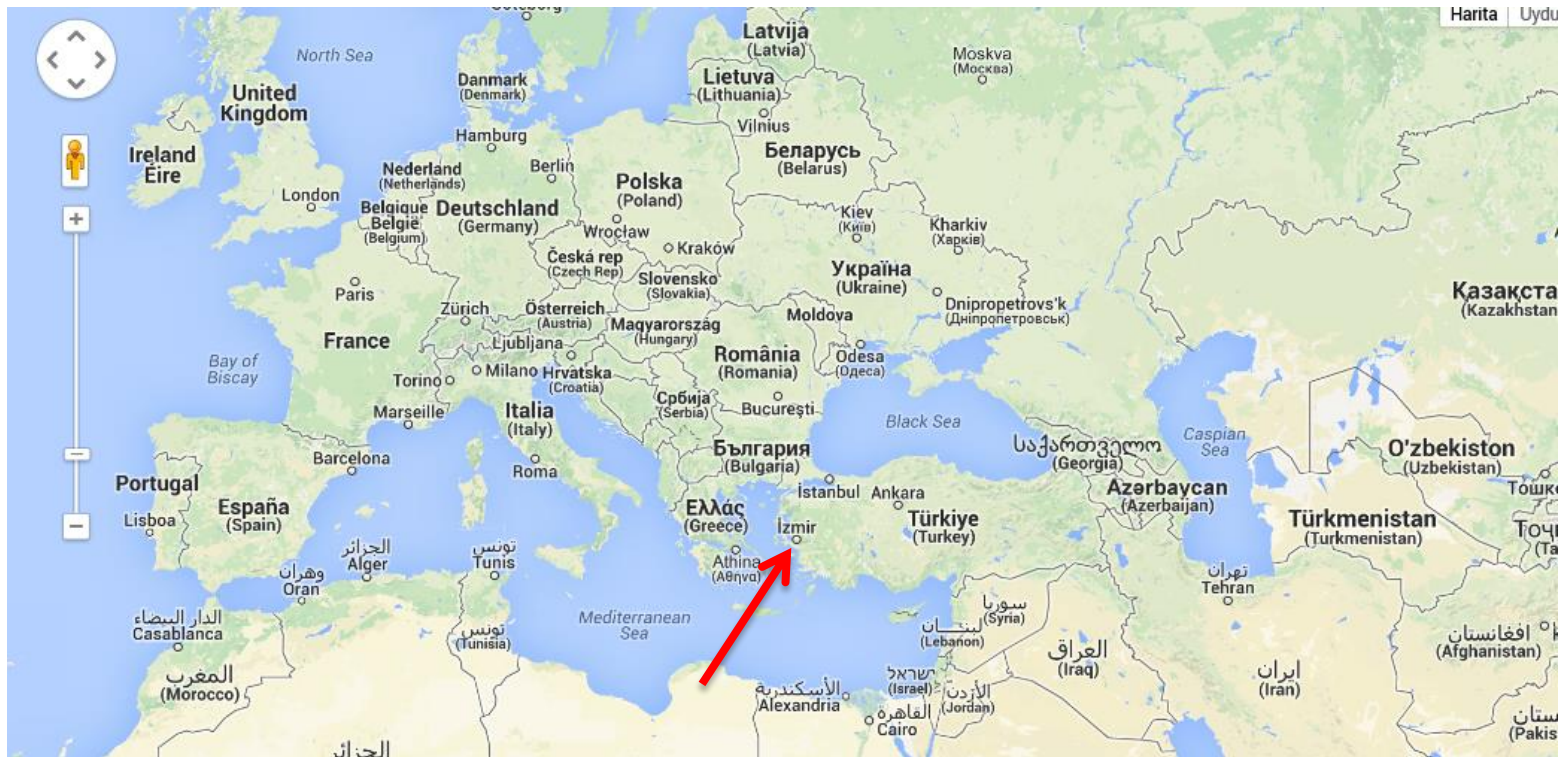 Harita
Uydu
North Sea
Latvija
(Latvia)
Moskva
(Москва)
Danmark
(Denmark)
Lietuva
(Lithuania)
United
Kingdom
Vilnius
Hamburg
Ireland
Éire
Nederland
(Netherlands)
Berlin
Беларусь
(Belarus)
Polska
(Poland)
London
Belgique
België
(Belgium)
Deutschland
(Germany)
Wrocław
Kiev
(Київ)
Kharkiv
(Харків)
Kraków
Česká rep
(Czech Rep)
Slovensko
(Slovakia)
Україна
(Ukraine)
Paris
Dnipropetrovs'k
(Дніпропетровськ)
Қазақста
(Kazakhstan
Zürich
Österreich
(Austria)
Magyarország
(Hungary)
Moldova
France
Ljubljana
România
(Romania)
Odesa
(Одеса)
Bay of
Biscay
Torino
Milano
Hrvatska
(Croatia)
Србија
(Serbia)
București
Marseille
Italia
(Italy)
Black Sea
Caspian
Sea
საქართველო
(Georgia)
България
(Bulgaria)
O'zbekiston
(Uzbekistan)
Barcelona
Roma
Portugal
España
(Spain)
Lisboa
İstanbul
Ankara
Azərbaycan
(Azerbaijan)
Тошк
Ελλάς
(Greece)
İzmir
Türkiye
(Turkey)
Türkmenistan
(Turkmenistan)
Тоҷи
(Ta
Athina
(Αθήνα)
الجزائر
Alger
تونس
Tunis
وهران
Oran
تهران
Tehran
الدار البيضاء
Casablanca
Mediterranean
Sea
سوريا
(Syria)
لبنان
(Lebanon)
تونس
(Tunisia)
العراق
(Iraq)
افغانستان
(Afghanistan)
المغرب
(Morocco)
ישראל
(Israel)
الأردن
(Jordan)
ایران
(Iran)
الأسكندرية
Alexandria
القاهرة
Cairo
(Pakis
الجزائر